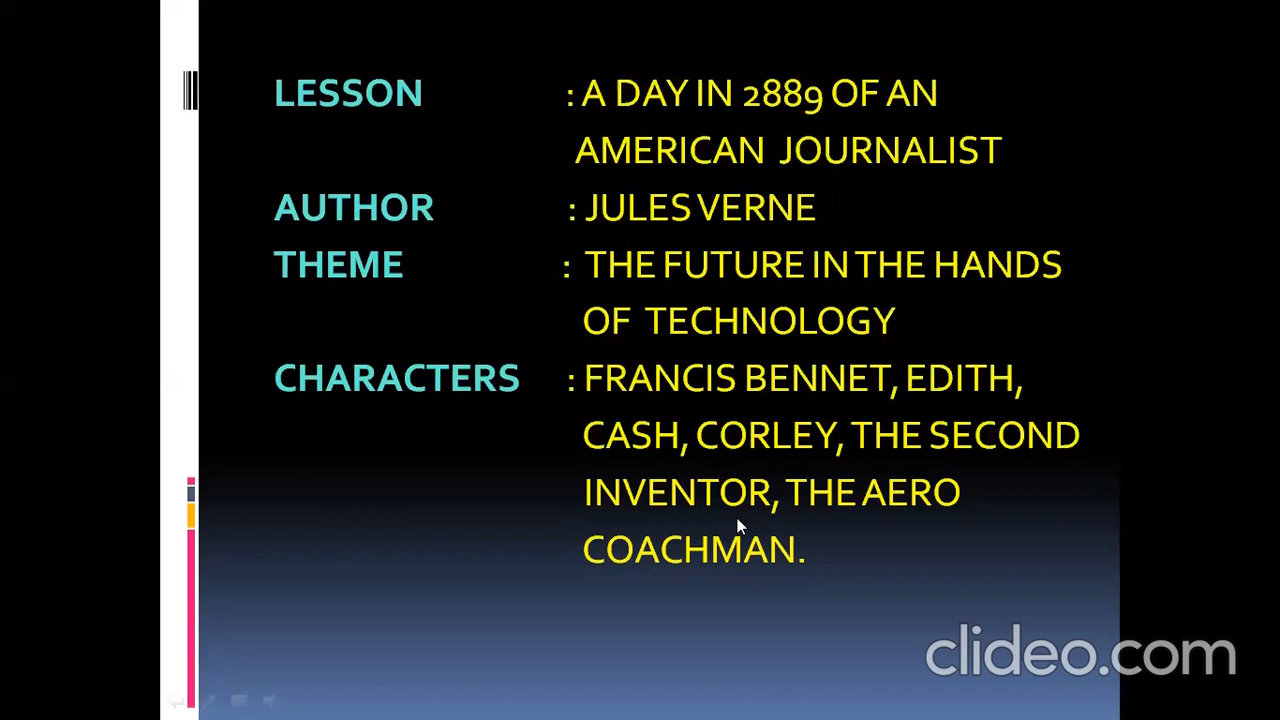 LESSON : A DAY IN 2889 OF AN
AMERICAN JOURNALIST
AUTHOR : JULES VERNE
THEME : THE FUTURE IN THE HANDS
OF TECHNOLOGY
CHARACTERS : FRANCIS BENNET, EDITH,
CASH, CORLEY, THE SECOND
INVENTOR, THE AERO
COACHMAN.
clideo.com